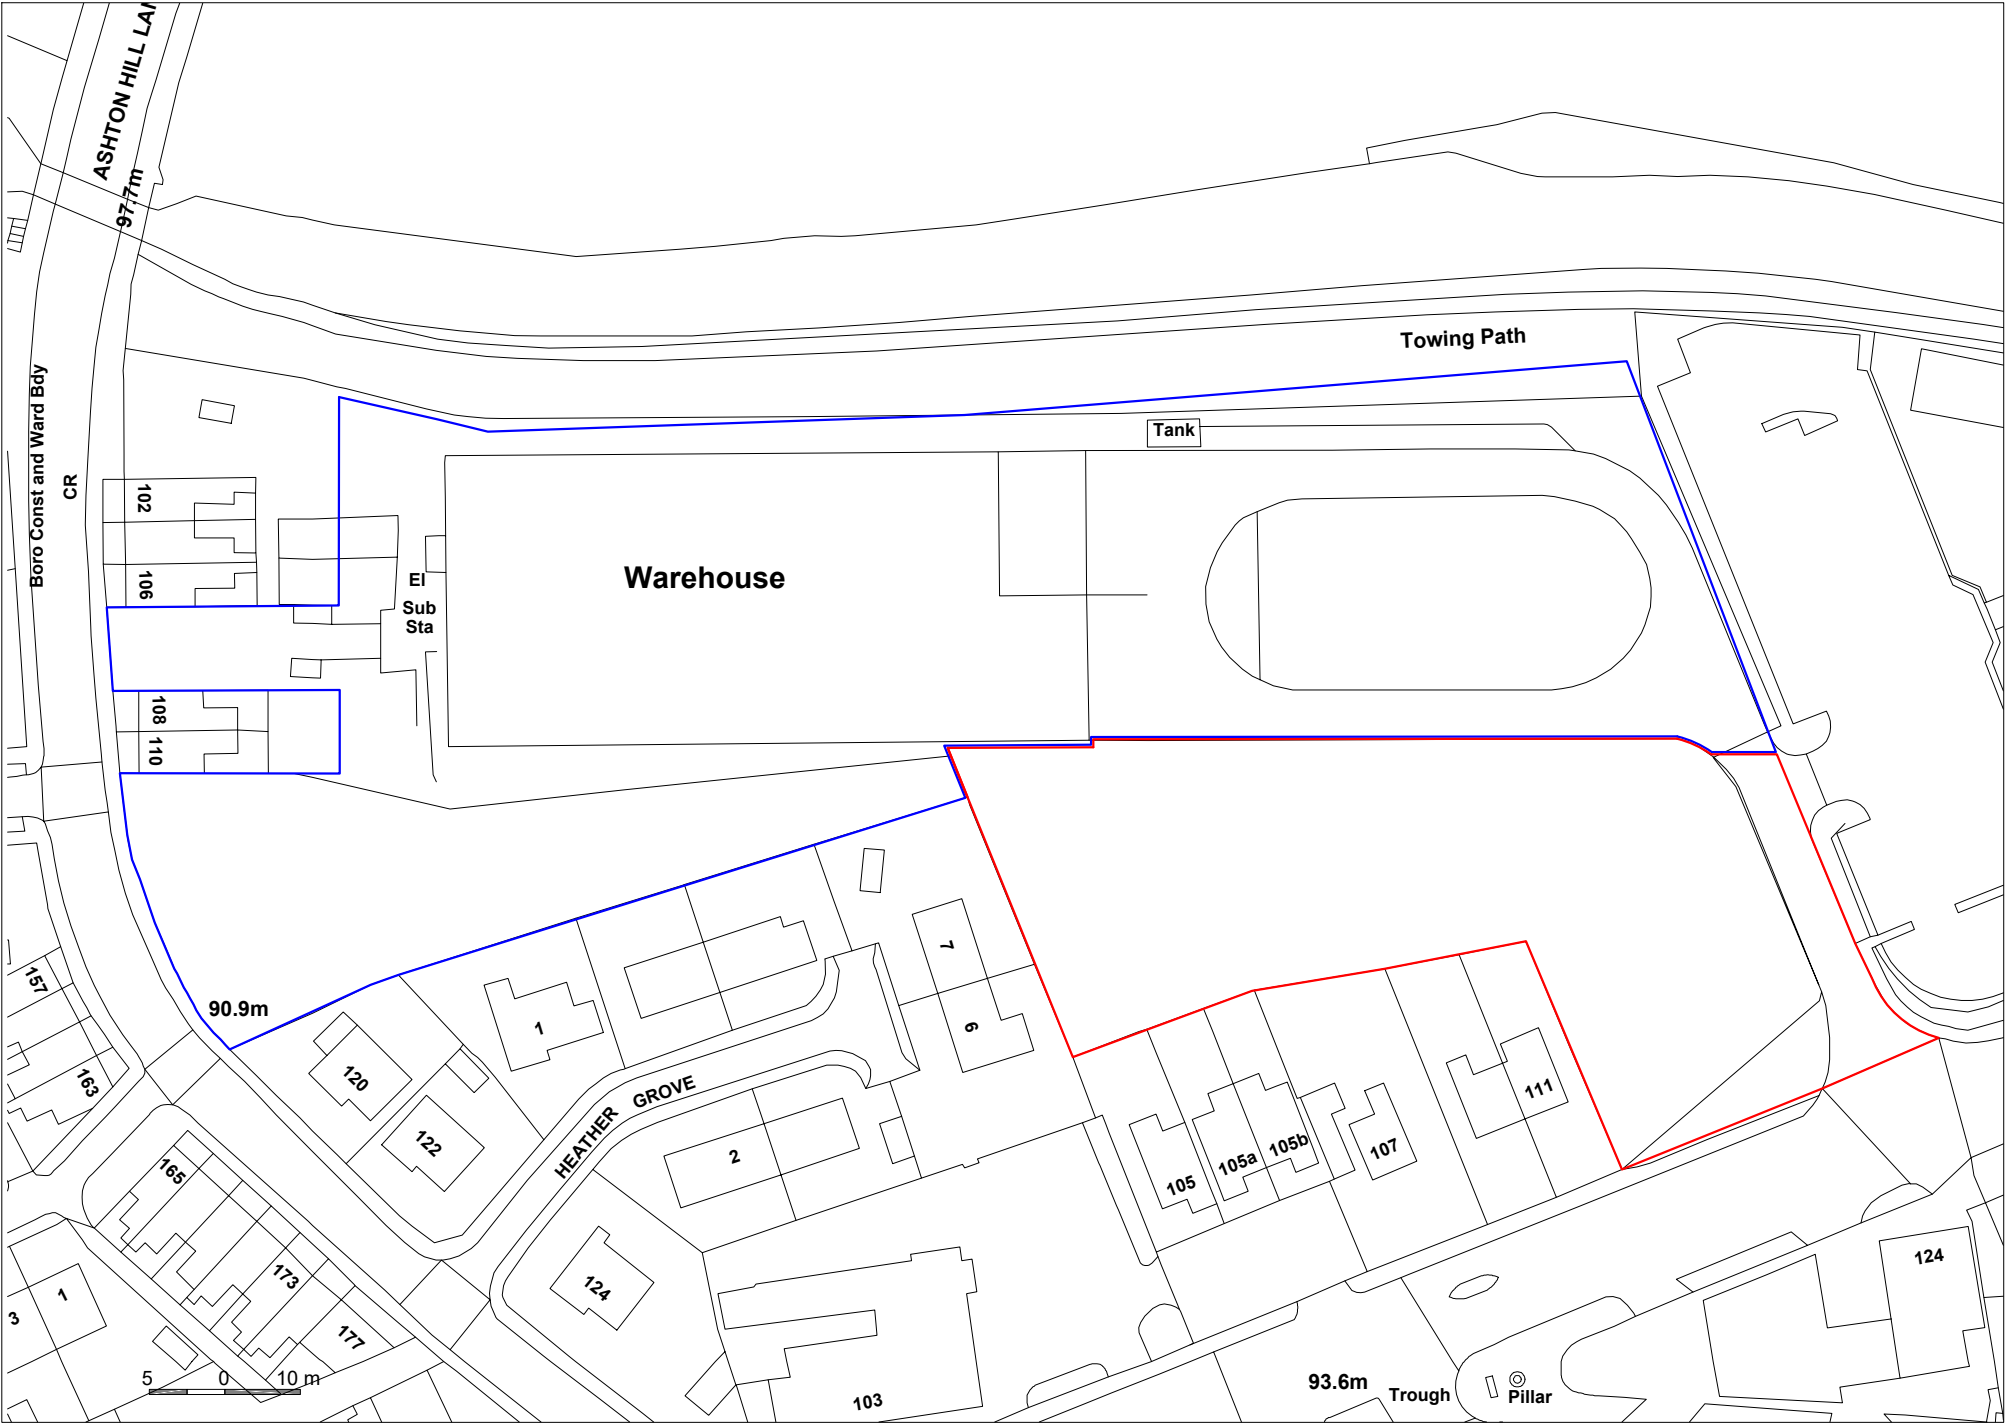 ASHTON HILL LAN
97.7m
Towing Path
Boro Const and Ward Bdy
CR
Tank
102
106
El
Sub
Sta
Warehouse
108
110
7
6
157
90.9m
163
120
1
122
HEATHER GROVE
2
105
105a
105b
107
111
165
173
177
124
1
3
124
5 0 10 m
103
93.6m
Trough
Pillar